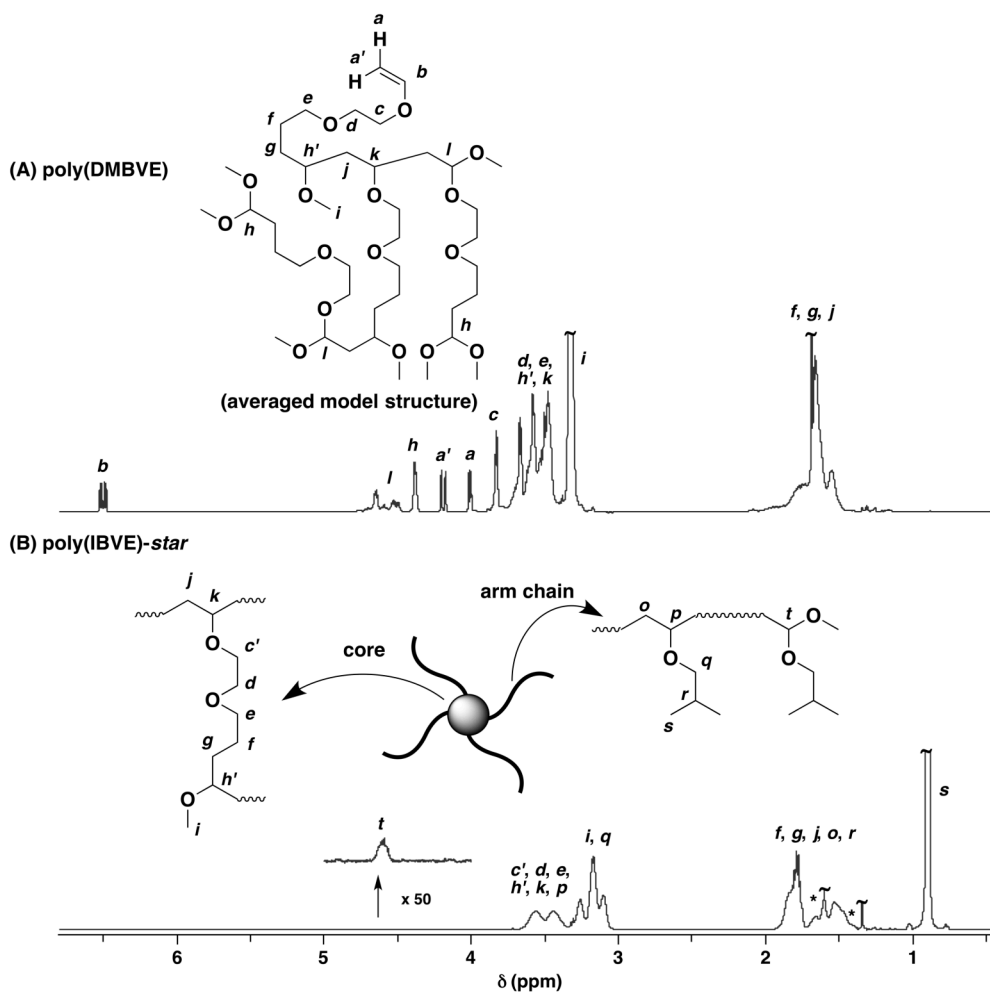 a
H
a'
H
b
e
O
c
O
f
d
g
h'
k
l
O
(A) poly(DMBVE)
j
O
O
O
O
i
O
h
O
O
O
O
h
O
l
O
O
O
O
(averaged model structure)
b
l
h
a'
a
c
d, e,
h', k
i
f, g, j
(B) poly(IBVE)-star
j
k
O
c'
d
O
e
g
f
h'
O
i
core
arm chain
o
p
t
O
O
q
O
r
s
t
x 50
c', d, e,
h', k, p
i, q
f, g, j, o, r
*
*
s
6
5
4
3
2
1
δ (ppm)